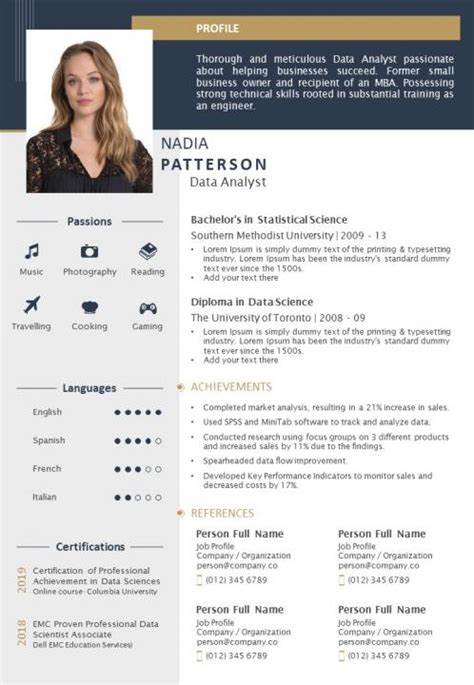 PROFILE
Thorough and meticulous Data Analyst passionate
about helping businesses succeed. Former small
business owner and recipient of an MBA. Possessing
strong technical skills rooted in substantial training as
an engineer.
NADIA
PATTERSON
Data Analyst
Passions
Music
Photography
Reading
Travelling
Cooking
Gaming
Languages
English
Spanish
French
Italian
Certifications
2019
Certification of Professional
Achievement in Data Sciences
Online course: Columbia University
2018
EMC Proven Professional Data
Scientist Associate
Dell EMC Education Services)
Bachelor's in Statistical Science
Southern Methodist University | 2009 - 13
• Lorem Ipsum is simply dummy text of the printing & typesetting
industry. Lorem Ipsum has been the industry's standard dummy
text ever since the 1500s.
• Add your text here
Diploma in Data Science
The University of Toronto | 2008 - 09
• Lorem Ipsum is simply dummy text of the printing & typesetting
industry. Lorem Ipsum has been the industry's standard dummy
text ever since the 1500s.
• Add your text here
ACHIEVEMENTS
• Completed market analysis, resulting in a 21% increase in sales.
• Used SPSS and MiniTab software to track and analyze data.
• Conducted research using focus groups on 3 different products
and increased sales by 11% due to the findings.
• Spearheaded data flow improvement.
• Developed Key Performance Indicators to monitor sales and
decreased costs by 17%.
REFERENCES
Person Full Name
Job Profile
Company / Organization
person@company.co
(012) 345 6789
Person Full Name
Job Profile
Company / Organization
person@company.co
(012) 345 6789
Person Full Name
Job Profile
Company / Organization
person@company.co
(012) 345 6789
Person Full Name
Job Profile
Company / Organization
person@company.co
(012) 345 6789